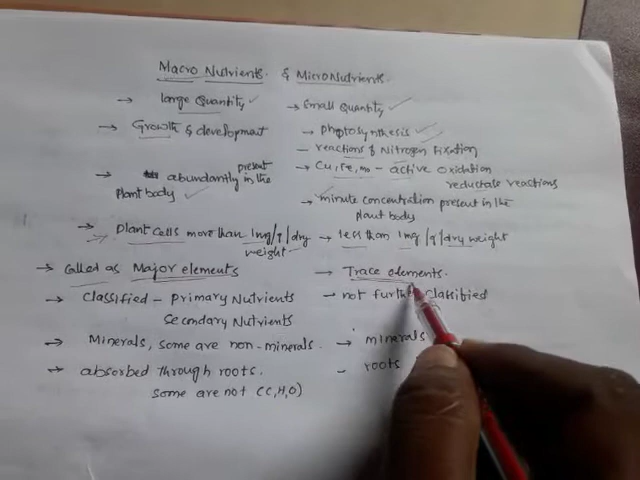 Macro Nutrients & MicroNutrients
→ Large Quantity
→ Small Quantity
→ Growth & development
→ Photosynthesis
– reactions of Nitrogen Fixation
→ abundantly present in the
Plant body
→ Cu, Fe, Mo – active Oxidation
reductase reactions
→ minute concentration present in the
plant body
→ Plant cells more than 1mg/g/dry
weight
→ less than 1mg/g/dry weight
→ Called as Major elements
→ Trace elements.
→ Classified – Primary Nutrients
Secondary Nutrients
– not further classified
→ Minerals, some are non-minerals.
→ minerals
→ absorbed through roots.
some are not (C,H,O)
– roots